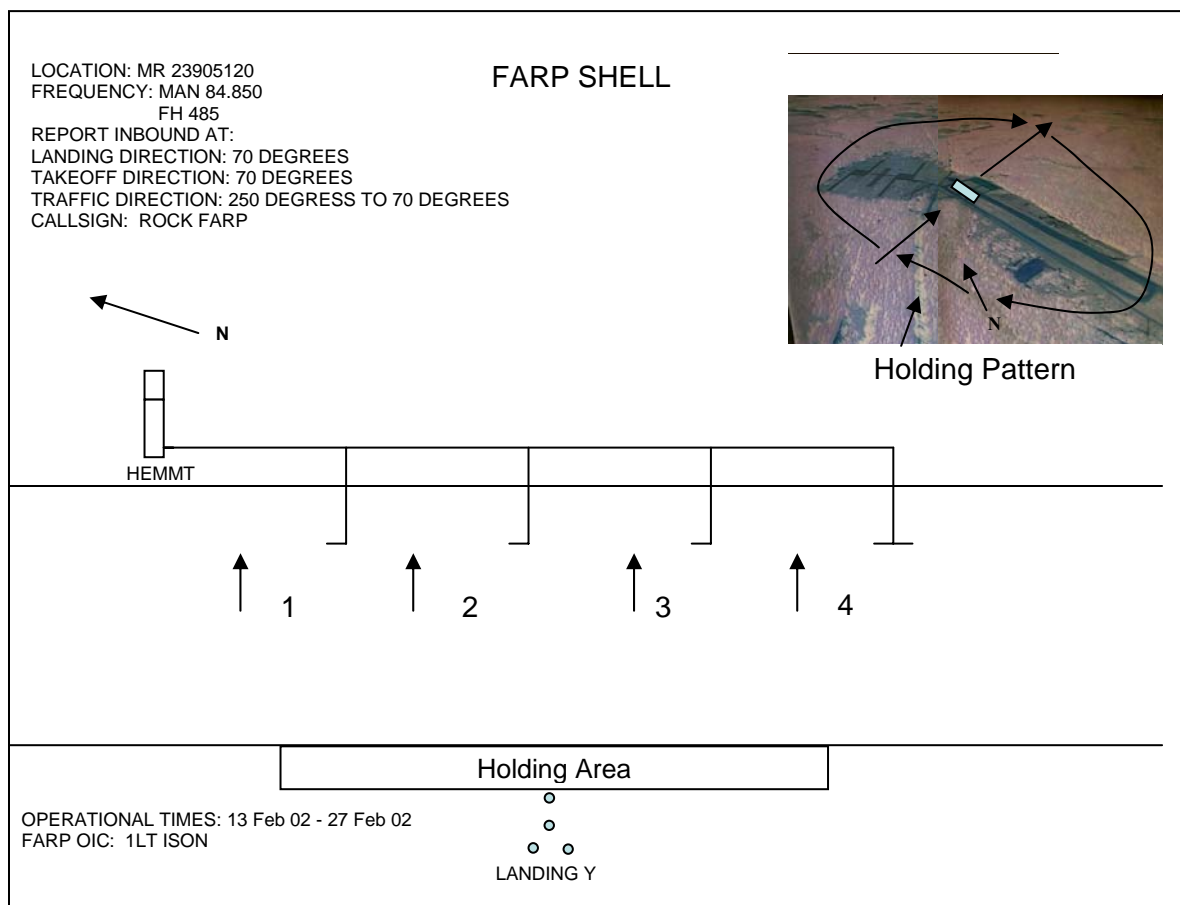 FARP SHELL
LOCATION: MR 23905120
FREQUENCY: MAN 84.850
FH 485
REPORT INBOUND AT:
LANDING DIRECTION: 70 DEGREES
TAKEOFF DIRECTION: 70 DEGREES
TRAFFIC DIRECTION: 250 DEGRESS TO 70 DEGREES
CALLSIGN: ROCK FARP
N
Holding Pattern
N
HEMMT
1 2 3 4
Holding Area
OPERATIONAL TIMES: 13 Feb 02 - 27 Feb 02
FARP OIC: 1LT ISON
LANDING Y